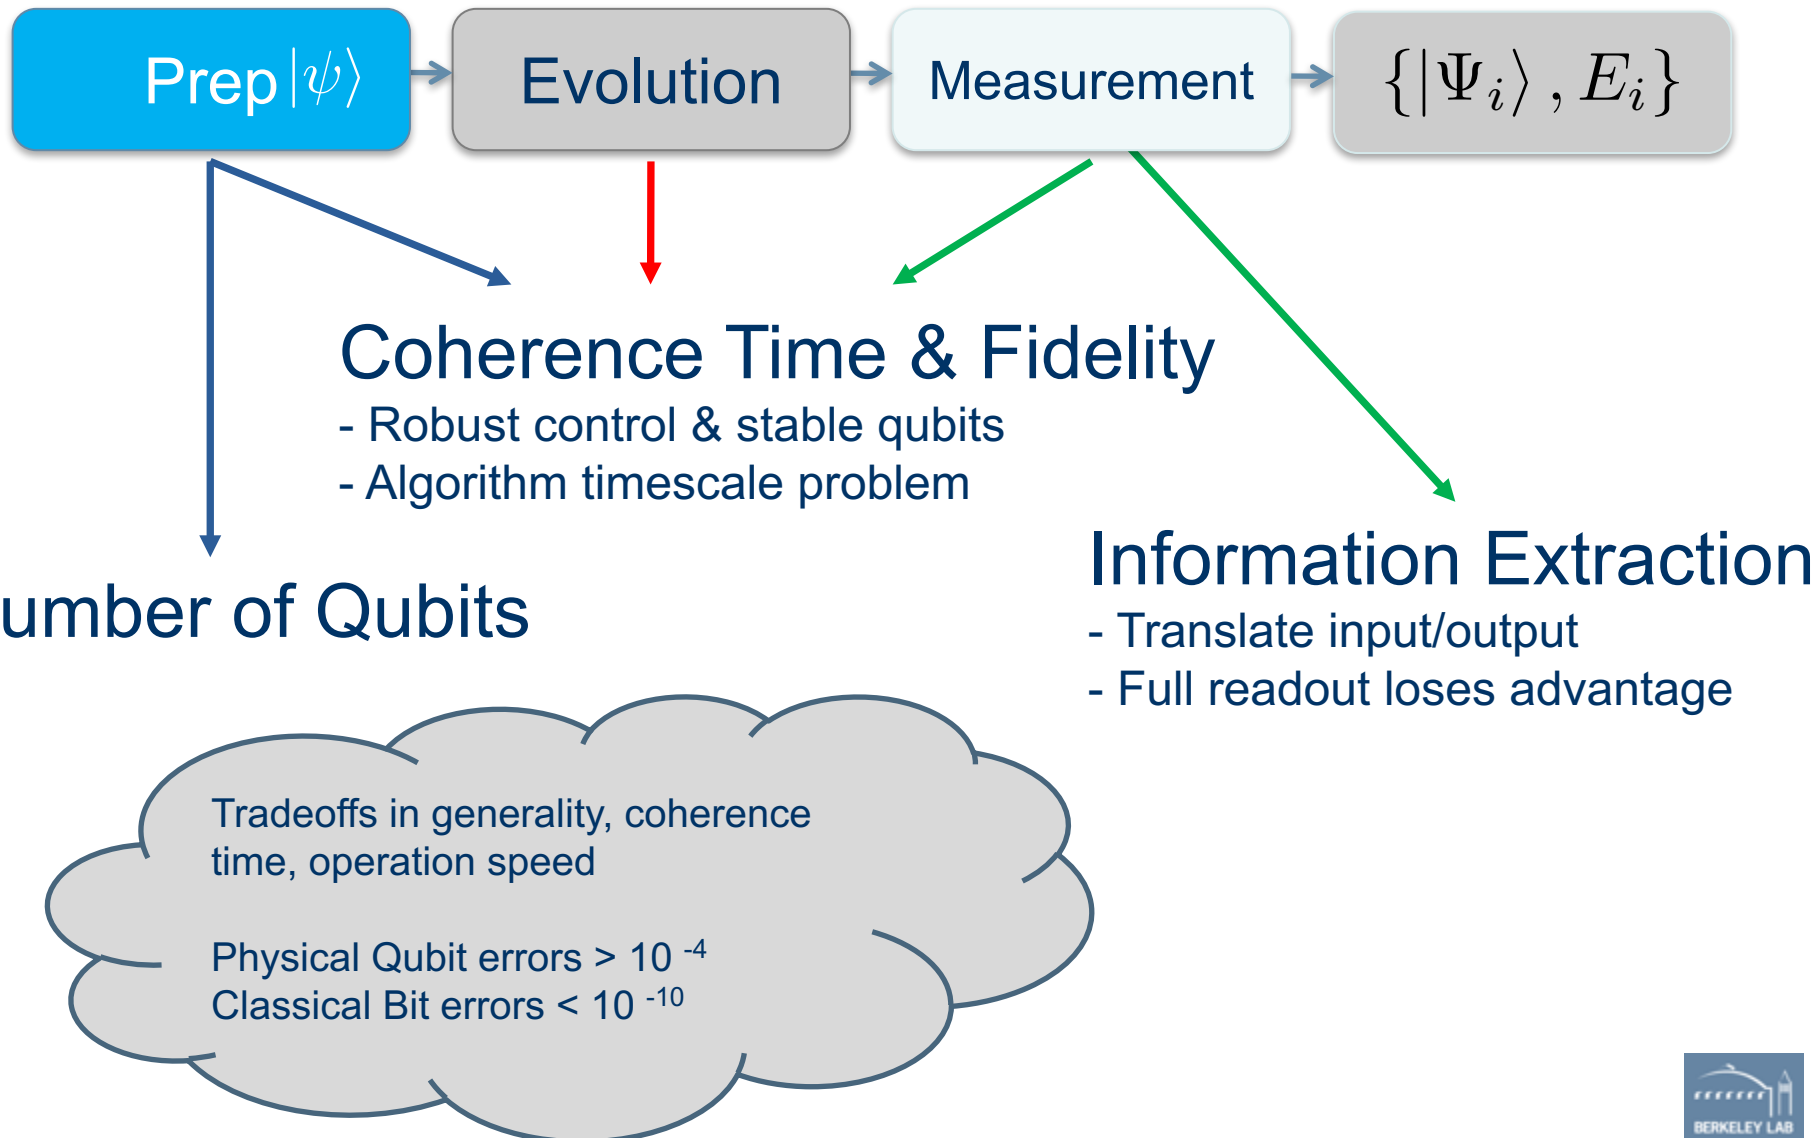 Prep |ψ⟩
Evolution
Measurement
{|Ψᵢ⟩ , Eᵢ}
Coherence Time & Fidelity
- Robust control & stable qubits
- Algorithm timescale problem
umber of Qubits
Information Extraction
- Translate input/output
- Full readout loses advantage
Tradeoffs in generality, coherence
time, operation speed
Physical Qubit errors > 10 ⁻⁴
Classical Bit errors < 10 ⁻¹⁰
BERKELEY LAB